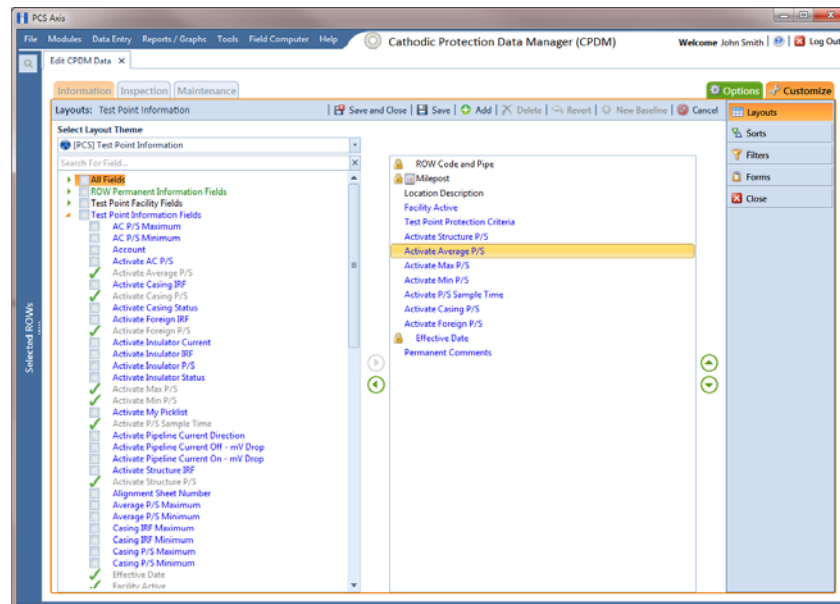 PCS Axis
File Modules Data Entry Reports / Graphs Tools Field Computer Help Cathodic Protection Data Manager (CPDM) Welcome John Smith | Log Out
Edit CPDM Data X
Information Inspection Maintenance Options Customize
Layouts: Test Point Information | Save and Close | Save | Add | Delete | Revert | New Baseline | Cancel
Layouts
Sorts
Filters
Forms
Close
Select Layout Theme
[PCS] Test Point Information
Search For Field... X
All Fields
ROW Permanent Information Fields
Test Point Facility Fields
Test Point Information Fields
AC P/S Maximum
AC P/S Minimum
Account
Activate AC P/S
Activate Average P/S
Activate Casing IRF
Activate Casing P/S
Activate Casing Status
Activate Foreign IRF
Activate Foreign P/S
Activate Insulator Current
Activate Insulator IRF
Activate Insulator P/S
Activate Insulator Status
Activate Max P/S
Activate Min P/S
Activate My Picklist
Activate P/S Sample Time
Activate Pipeline Current Direction
Activate Pipeline Current Off - mV Drop
Activate Pipeline Current On - mV Drop
Activate Structure IRF
Activate Structure P/S
Alignment Sheet Number
Average P/S Maximum
Average P/S Minimum
Casing IRF Maximum
Casing IRF Minimum
Casing P/S Maximum
Casing P/S Minimum
Effective Date
Facility Active
ROW Code and Pipe
Milepost
Location Description
Facility Active
Test Point Protection Criteria
Activate Structure P/S
Activate Average P/S
Activate Max P/S
Activate Min P/S
Activate P/S Sample Time
Activate Casing P/S
Activate Foreign P/S
Effective Date
Permanent Comments
Selected ROWs